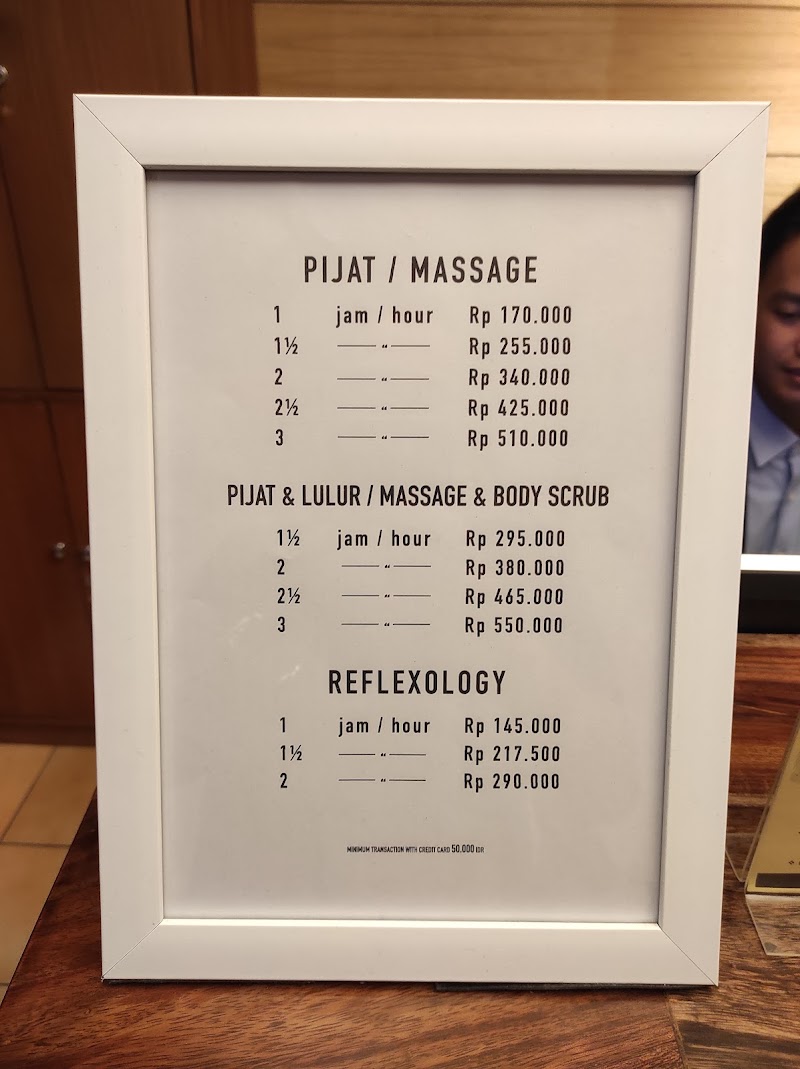 PIJAT / MASSAGE
1 jam / hour Rp 170.000
1½ — “ — Rp 255.000
2 — “ — Rp 340.000
2½ — “ — Rp 425.000
3 — “ — Rp 510.000
PIJAT & LULUR / MASSAGE & BODY SCRUB
1½ jam / hour Rp 295.000
2 — “ — Rp 380.000
2½ — “ — Rp 465.000
3 — “ — Rp 550.000
REFLEXOLOGY
1 jam / hour Rp 145.000
1½ — “ — Rp 217.500
2 — “ — Rp 290.000
MINIMUM TRANSACTION WITH CREDIT CARD 50.000 IDR